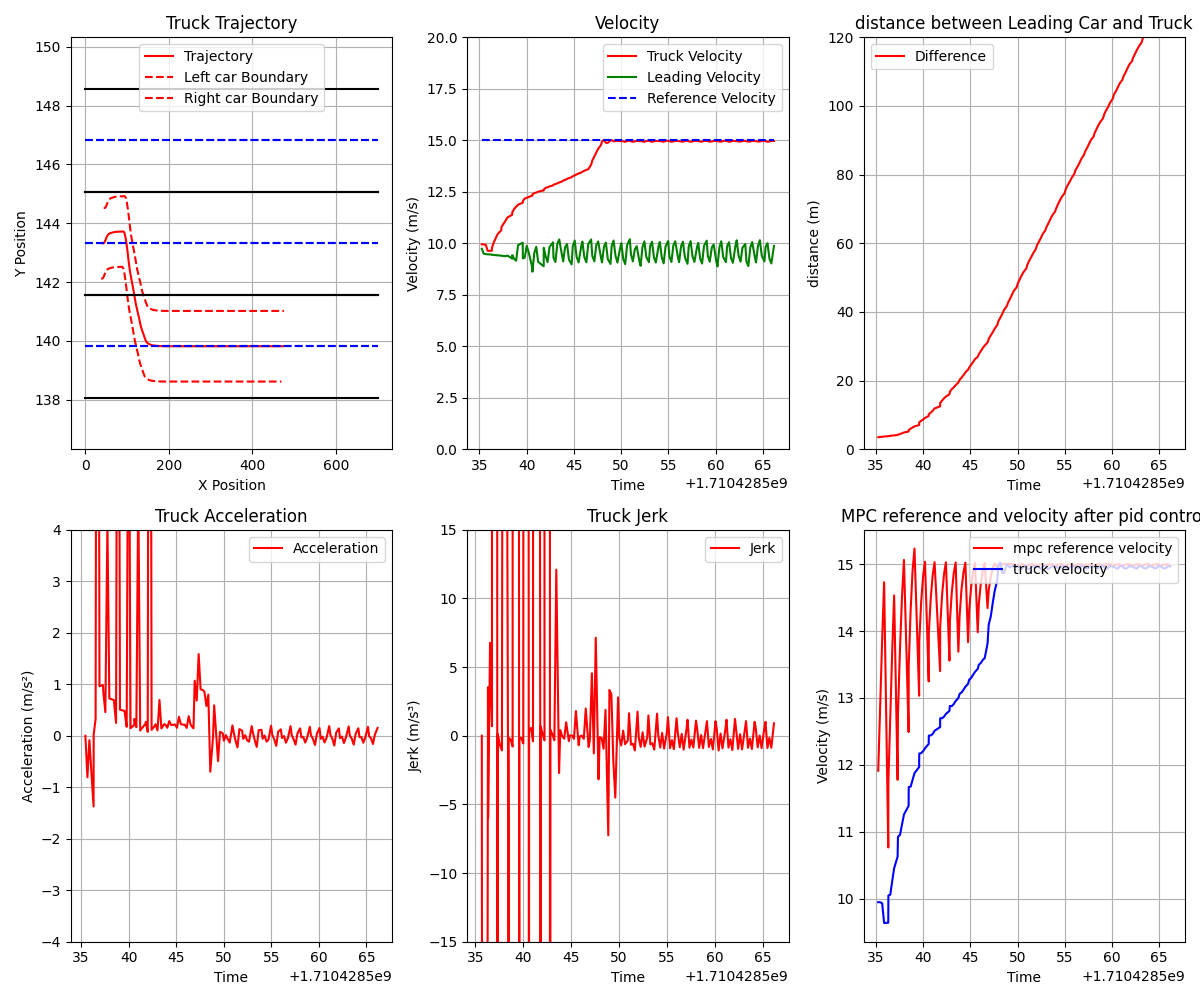 Truck Trajectory
Trajectory
Left car Boundary
Right car Boundary
150
148
146
144
142
140
138
Y Position
0
200
400
600
X Position
Velocity
Truck Velocity
Leading Velocity
Reference Velocity
20.0
17.5
15.0
12.5
10.0
7.5
5.0
2.5
0.0
Velocity (m/s)
35
40
45
50
55
60
65
Time
+1.7104285e9
distance between Leading Car and Truck
Difference
120
100
80
60
40
20
0
distance (m)
35
40
45
50
55
60
65
Time
+1.7104285e9
Truck Acceleration
Acceleration
4
3
2
1
0
−1
−2
−3
−4
Acceleration (m/s²)
35
40
45
50
55
60
65
Time
+1.7104285e9
Truck Jerk
Jerk
15
10
5
0
−5
−10
−15
Jerk (m/s³)
35
40
45
50
55
60
65
Time
+1.7104285e9
MPC reference and velocity after pid contro
mpc reference velocity
truck velocity
15
14
13
12
11
10
Velocity (m/s)
35
40
45
50
55
60
65
Time
+1.7104285e9